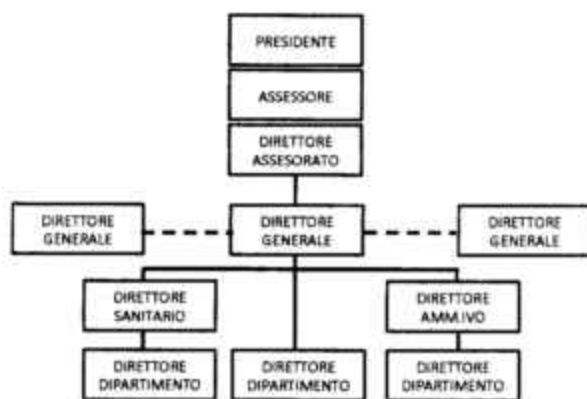 PRESIDENTE
ASSESSORE
DIRETTORE
ASSESORATO
DIRETTORE
GENERALE
DIRETTORE
GENERALE
DIRETTORE
GENERALE
DIRETTORE
SANITARIO
DIRETTORE
AMM.IVO
DIRETTORE
DIPARTIMENTO
DIRETTORE
DIPARTIMENTO
DIRETTORE
DIPARTIMENTO